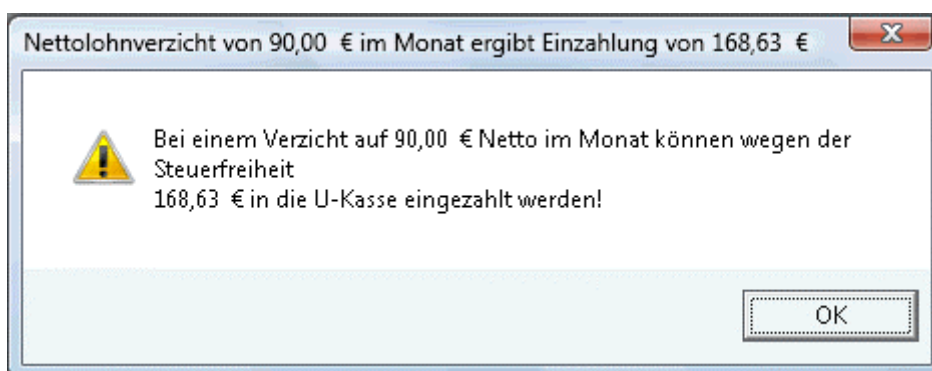 Nettolohnverzicht von 90,00 € im Monat ergibt Einzahlung von 168,63 €
Bei einem Verzicht auf 90,00 € Netto im Monat können wegen der
Steuerfreiheit
168,63 € in die U-Kasse eingezahlt werden!
OK